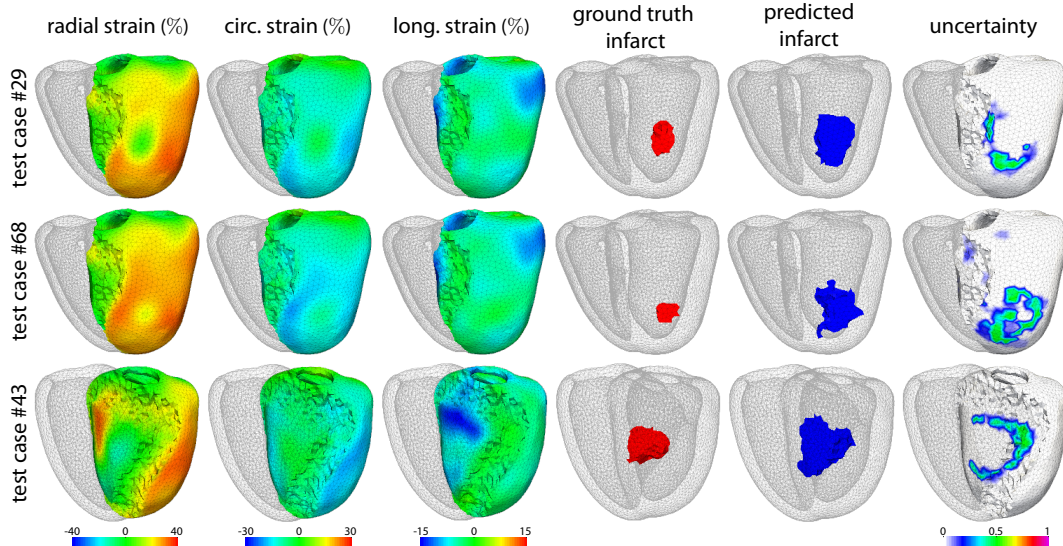 radial strain (%)
circ. strain (%)
long. strain (%)
ground truth
infarct
predicted
infarct
uncertainty
test case #29
test case #68
test case #43
-40 0 40
-30 0 30
-15 0 15
0 0.5 1